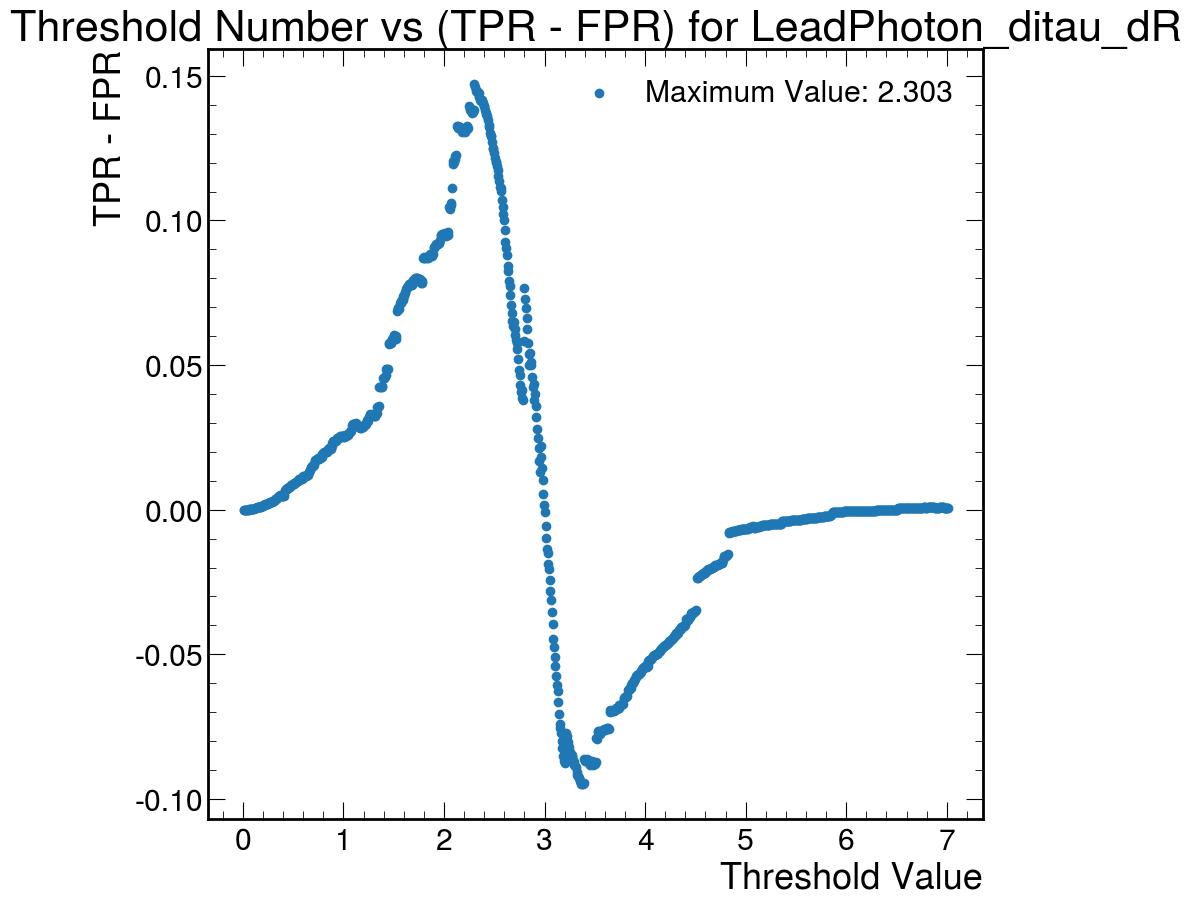 Threshold Number vs (TPR - FPR) for LeadPhoton_ditau_dR
TPR - FPR
Maximum Value: 2.303
0.15
0.10
0.05
0.00
-0.05
-0.10
0 1 2 3 4 5 6 7
Threshold Value